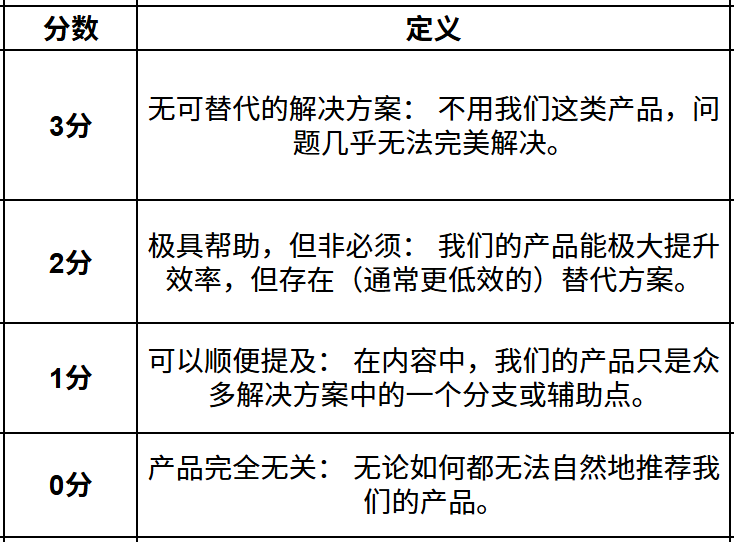 分数
定义
3分
无可替代的解决方案： 不用我们这类产品，问
题几乎无法完美解决。
2分
极具帮助，但非必须： 我们的产品能极大提升
效率，但存在（通常更低效的）替代方案。
1分
可以顺便提及： 在内容中，我们的产品只是众
多解决方案中的一个分支或辅助点。
0分
产品完全无关： 无论如何都无法自然地推荐我
们的产品。